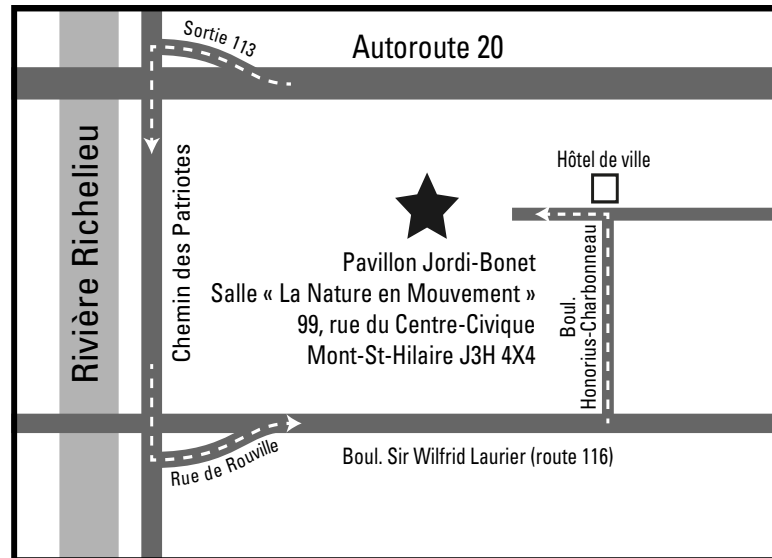 Sortie 113
Autoroute 20
Rivière Richelieu
Chemin des Patriotes
Hôtel de ville
Pavillon Jordi-Bonet
Salle « La Nature en Mouvement »
99, rue du Centre-Civique
Mont-St-Hilaire J3H 4X4
Boul.
Honorius-Charbonneau
Rue de Rouville
Boul. Sir Wilfrid Laurier (route 116)